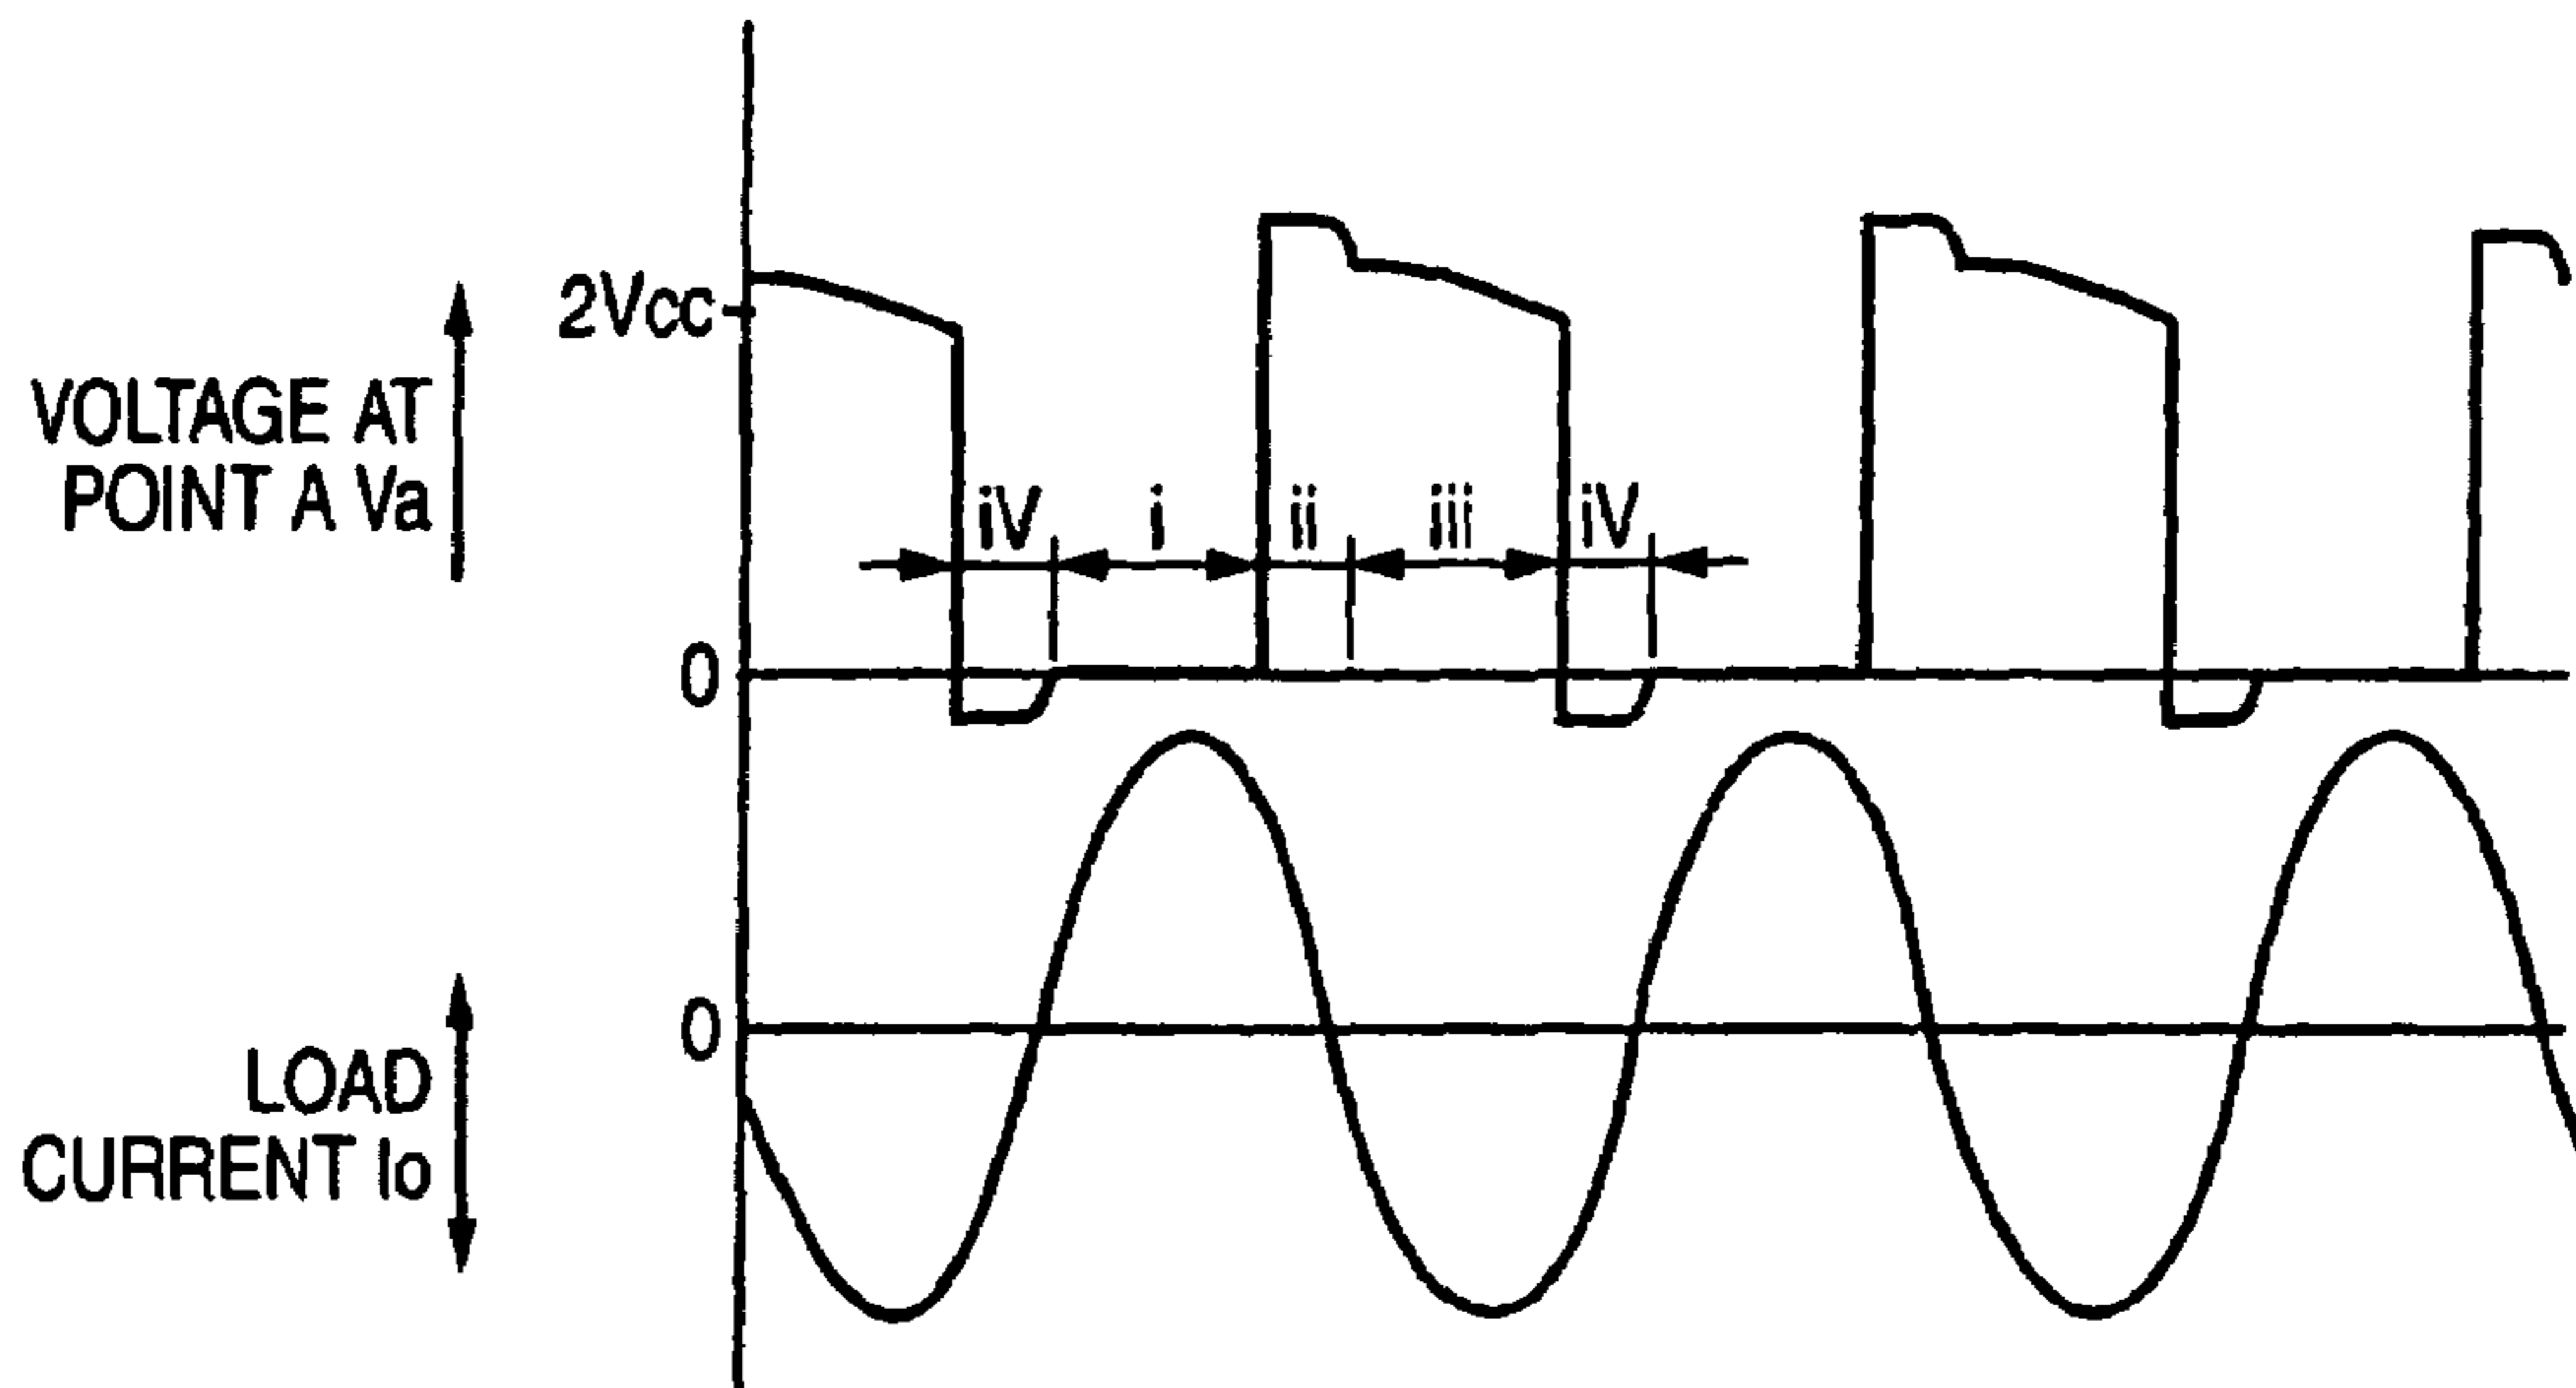 2Vcc
VOLTAGE AT
POINT A Va
iV i ii iii iV
0
0
LOAD
CURRENT Io